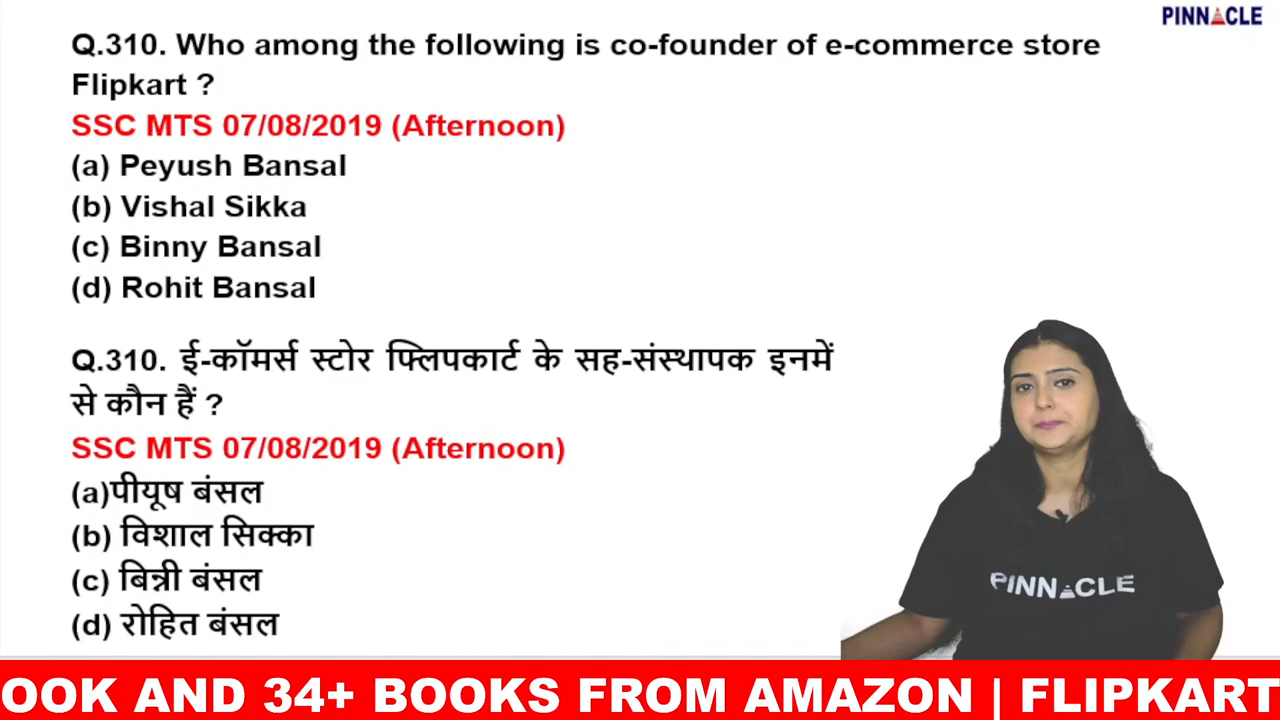 PINNACLE
Q.310. Who among the following is co-founder of e-commerce store
Flipkart ?
SSC MTS 07/08/2019 (Afternoon)
(a) Peyush Bansal
(b) Vishal Sikka
(c) Binny Bansal
(d) Rohit Bansal
Q.310. ई-कॉमर्स स्टोर फ्लिपकार्ट के सह-संस्थापक इनमें
से कौन हैं ?
SSC MTS 07/08/2019 (Afternoon)
(a)पीयूष बंसल
(b) विशाल सिक्का
(c) बिन्नी बंसल
(d) रोहित बंसल
PINNACLE
OOK AND 34+ BOOKS FROM AMAZON | FLIPKART